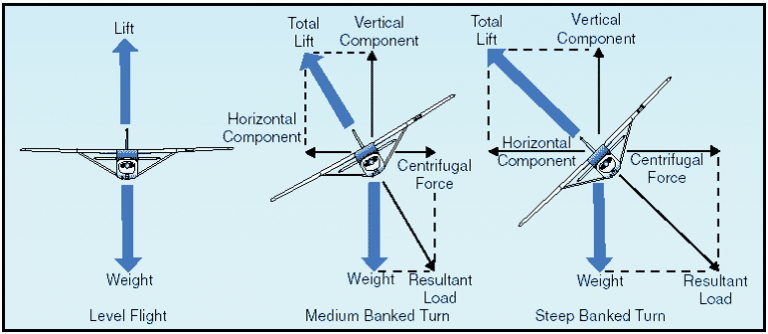 Lift
Weight
Level Flight
Total
Lift
Vertical
Component
Horizontal
Component
Centrifugal
Force
Weight
Resultant
Load
Medium Banked Turn
Total
Lift
Vertical
Component
Horizontal
Component
Centrifugal
Force
Weight
Resultant
Load
Steep Banked Turn